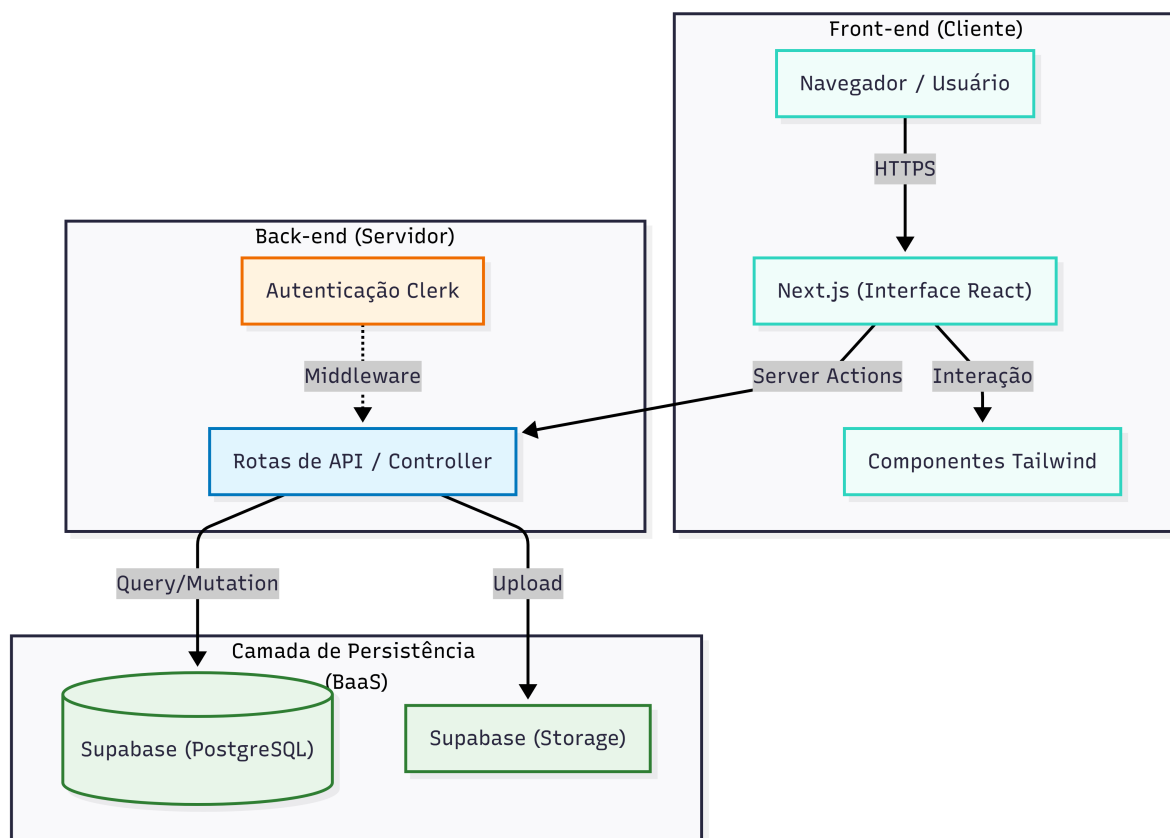 Front-end (Cliente)
Navegador / Usuário
HTTPS
Back-end (Servidor)
Autenticação Clerk
Next.js (Interface React)
Middleware
Server Actions
Interação
Rotas de API / Controller
Componentes Tailwind
Query/Mutation
Upload
Camada de Persistência
(BaaS)
Supabase (PostgreSQL)
Supabase (Storage)